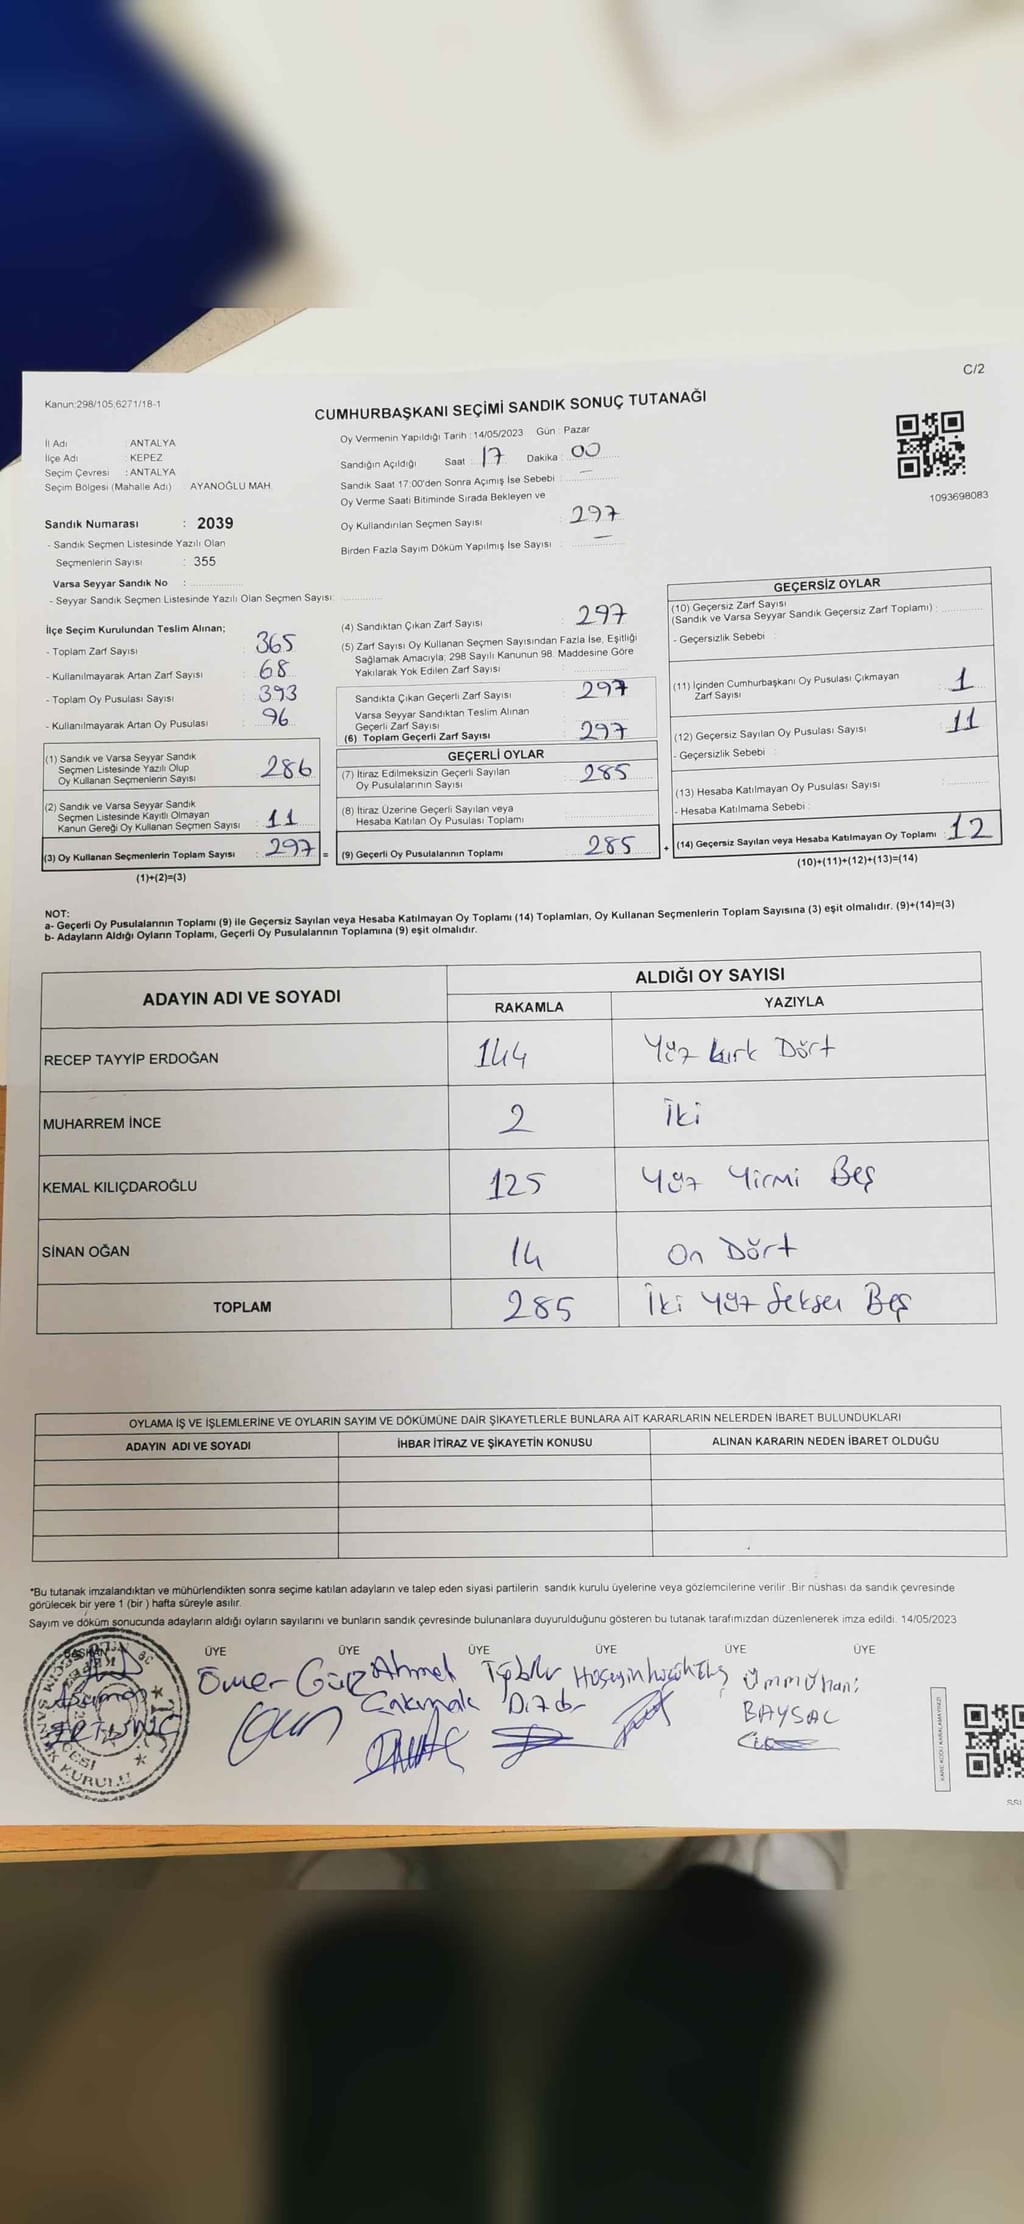 C/2
Kanun:298/105;6271/18-1
CUMHURBAŞKANI SEÇİMİ SANDIK SONUÇ TUTANAĞI
İl Adı : ANTALYA
İlçe Adı : KEPEZ
Seçim Çevresi : ANTALYA
Seçim Bölgesi (Mahalle Adı) : AYANOĞLU MAH.
Sandık Numarası : 2039
- Sandık Seçmen Listesinde Yazılı Olan
Seçmenlerin Sayısı : 355
Varsa Seyyar Sandık No :
- Seyyar Sandık Seçmen Listesinde Yazılı Olan Seçmen Sayısı:
Oy Vermenin Yapıldığı Tarih : 14/05/2023 Gün : Pazar
Sandığın Açıldığı Saat : 17 Dakika : 00
Sandık Saat 17:00'den Sonra Açımış İse Sebebi : —
Oy Verme Saati Bitiminde Sırada Bekleyen ve
Oy Kullandırılan Seçmen Sayısı : 297
Birden Fazla Sayım Döküm Yapılmış İse Sayısı : —
1093698083
İlçe Seçim Kurulundan Teslim Alınan;
- Toplam Zarf Sayısı : 365
- Kullanılmayarak Artan Zarf Sayısı : 68
- Toplam Oy Pusulası Sayısı : 393
- Kullanılmayarak Artan Oy Pusulası : 96
(1) Sandık ve Varsa Seyyar Sandık
Seçmen Listesinde Yazılı Olup
Oy Kullanan Seçmenlerin Sayısı : 286
(2) Sandık ve Varsa Seyyar Sandık
Seçmen Listesinde Kayıtlı Olmayan
Kanun Gereği Oy Kullanan Seçmen Sayısı : 11
(3) Oy Kullanan Seçmenlerin Toplam Sayısı : 297 =
(1)+(2)=(3)
(4) Sandıktan Çıkan Zarf Sayısı : 297
(5) Zarf Sayısı Oy Kullanan Seçmen Sayısından Fazla İse, Eşitliği
Sağlamak Amacıyla; 298 Sayılı Kanunun 98. Maddesine Göre
Yakılarak Yok Edilen Zarf Sayısı :
Sandıkta Çıkan Geçerli Zarf Sayısı : 297
Varsa Seyyar Sandıktan Teslim Alınan
Geçerli Zarf Sayısı :
(6) Toplam Geçerli Zarf Sayısı : 297
GEÇERLİ OYLAR
(7) İtiraz Edilmeksizin Geçerli Sayılan
Oy Pusulalarının Sayısı : 285
(8) İtiraz Üzerine Geçerli Sayılan veya
Hesaba Katılan Oy Pusulası Toplamı :
(9) Geçerli Oy Pusulalarının Toplamı : 285 +
GEÇERSİZ OYLAR
(10) Geçersiz Zarf Sayısı
(Sandık ve Varsa Seyyar Sandık Geçersiz Zarf Toplamı) :
- Geçersizlik Sebebi :
(11) İçinden Cumhurbaşkanı Oy Pusulası Çıkmayan
Zarf Sayısı : 1
(12) Geçersiz Sayılan Oy Pusulası Sayısı : 11
- Geçersizlik Sebebi :
(13) Hesaba Katılmayan Oy Pusulası Sayısı :
- Hesaba Katılmama Sebebi :
(14) Geçersiz Sayılan veya Hesaba Katılmayan Oy Toplamı : 12
(10)+(11)+(12)+(13)=(14)
NOT:
a- Geçerli Oy Pusulalarının Toplamı (9) ile Geçersiz Sayılan veya Hesaba Katılmayan Oy Toplamı (14) Toplamları, Oy Kullanan Seçmenlerin Toplam Sayısına (3) eşit olmalıdır. (9)+(14)=(3)
b- Adayların Aldığı Oyların Toplamı, Geçerli Oy Pusulalarının Toplamına (9) eşit olmalıdır.
ADAYIN ADI VE SOYADI ALDIĞI OY SAYISI
RAKAMLA YAZIYLA
RECEP TAYYİP ERDOĞAN 144 Yüz kırk Dört
MUHARREM İNCE 2 İki
KEMAL KILIÇDAROĞLU 125 Yüz Yirmi Beş
SİNAN OĞAN 14 On Dört
TOPLAM 285 İki Yüz Seksen Beş
OYLAMA İŞ VE İŞLEMLERİNE VE OYLARIN SAYIM VE DÖKÜMÜNE DAİR ŞİKAYETLERLE BUNLARA AİT KARARLARIN NELERDEN İBARET BULUNDUKLARI
ADAYIN ADI VE SOYADI İHBAR İTİRAZ VE ŞİKAYETİN KONUSU ALINAN KARARIN NEDEN İBARET OLDUĞU
*Bu tutanak imzalandıktan ve mühürlendikten sonra seçime katılan adayların ve talep eden siyasi partilerin sandık kurulu üyelerine veya gözlemcilerine verilir .Bir nüshası da sandık çevresinde
görülecek bir yere 1 (bir ) hafta süreyle asılır.
Sayım ve döküm sonucunda adayların aldığı oyların sayılarını ve bunların sandık çevresinde bulunanlara duyurulduğunu gösteren bu tutanak tarafımızdan düzenlenerek imza edildi. 14/05/2023
BAŞKAN ÜYE ÜYE ÜYE ÜYE ÜYE ÜYE
Ömer Ahmet Ümmühani
BAYSAL
KURULU